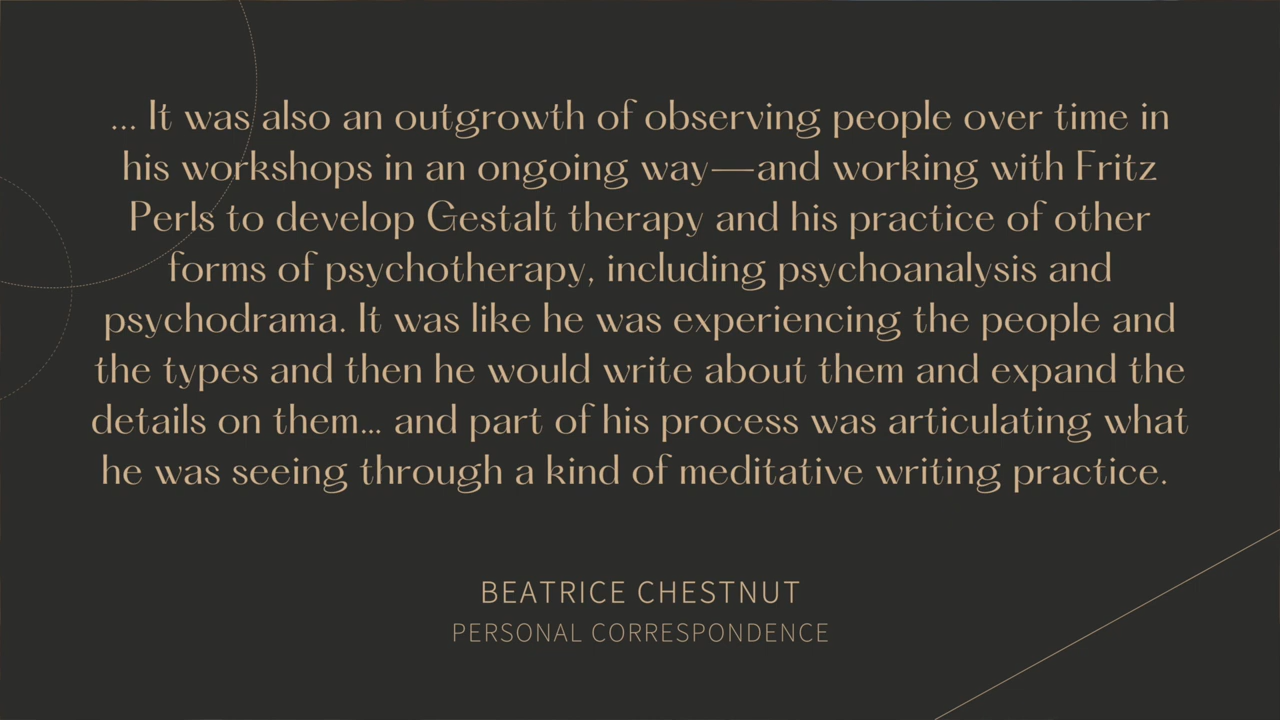 ... It was also an outgrowth of observing people over time in
his workshops in an ongoing way—and working with Fritz
Perls to develop Gestalt therapy and his practice of other
forms of psychotherapy, including psychoanalysis and
psychodrama. It was like he was experiencing the people and
the types and then he would write about them and expand the
details on them... and part of his process was articulating what
he was seeing through a kind of meditative writing practice.
BEATRICE CHESTNUT
PERSONAL CORRESPONDENCE